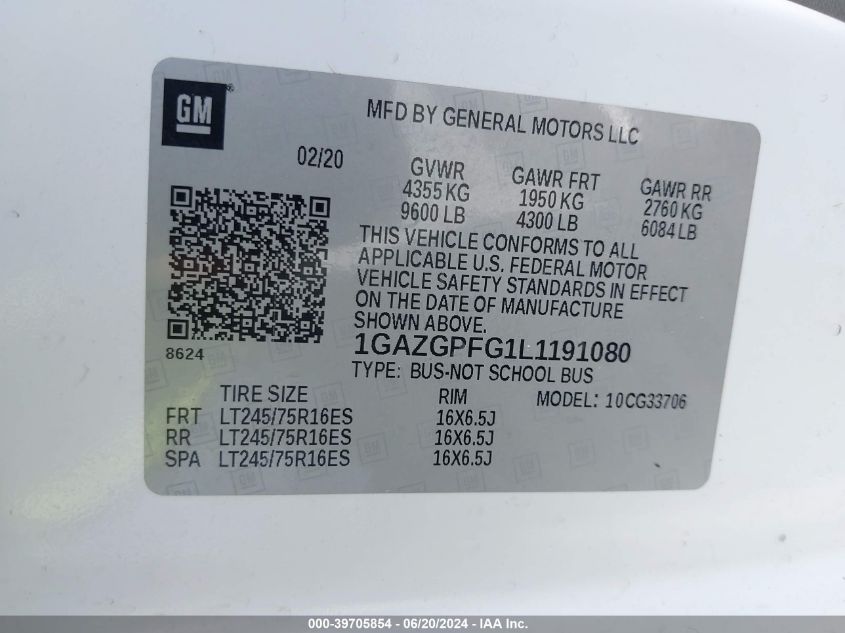 GM
MFD BY GENERAL MOTORS LLC
02/20
GVWR GAWR FRT GAWR RR
4355 KG 1950 KG 2760 KG
9600 LB 4300 LB 6084 LB
THIS VEHICLE CONFORMS TO ALL
APPLICABLE U.S. FEDERAL MOTOR
VEHICLE SAFETY STANDARDS IN EFFECT
ON THE DATE OF MANUFACTURE
SHOWN ABOVE.
8624
1GAZGPFG1L1191080
TYPE: BUS-NOT SCHOOL BUS
TIRE SIZE RIM MODEL: 10CG33706
FRT LT245/75R16ES 16X6.5J
RR LT245/75R16ES 16X6.5J
SPA LT245/75R16ES 16X6.5J
000-39705854 - 06/20/2024 - IAA Inc.